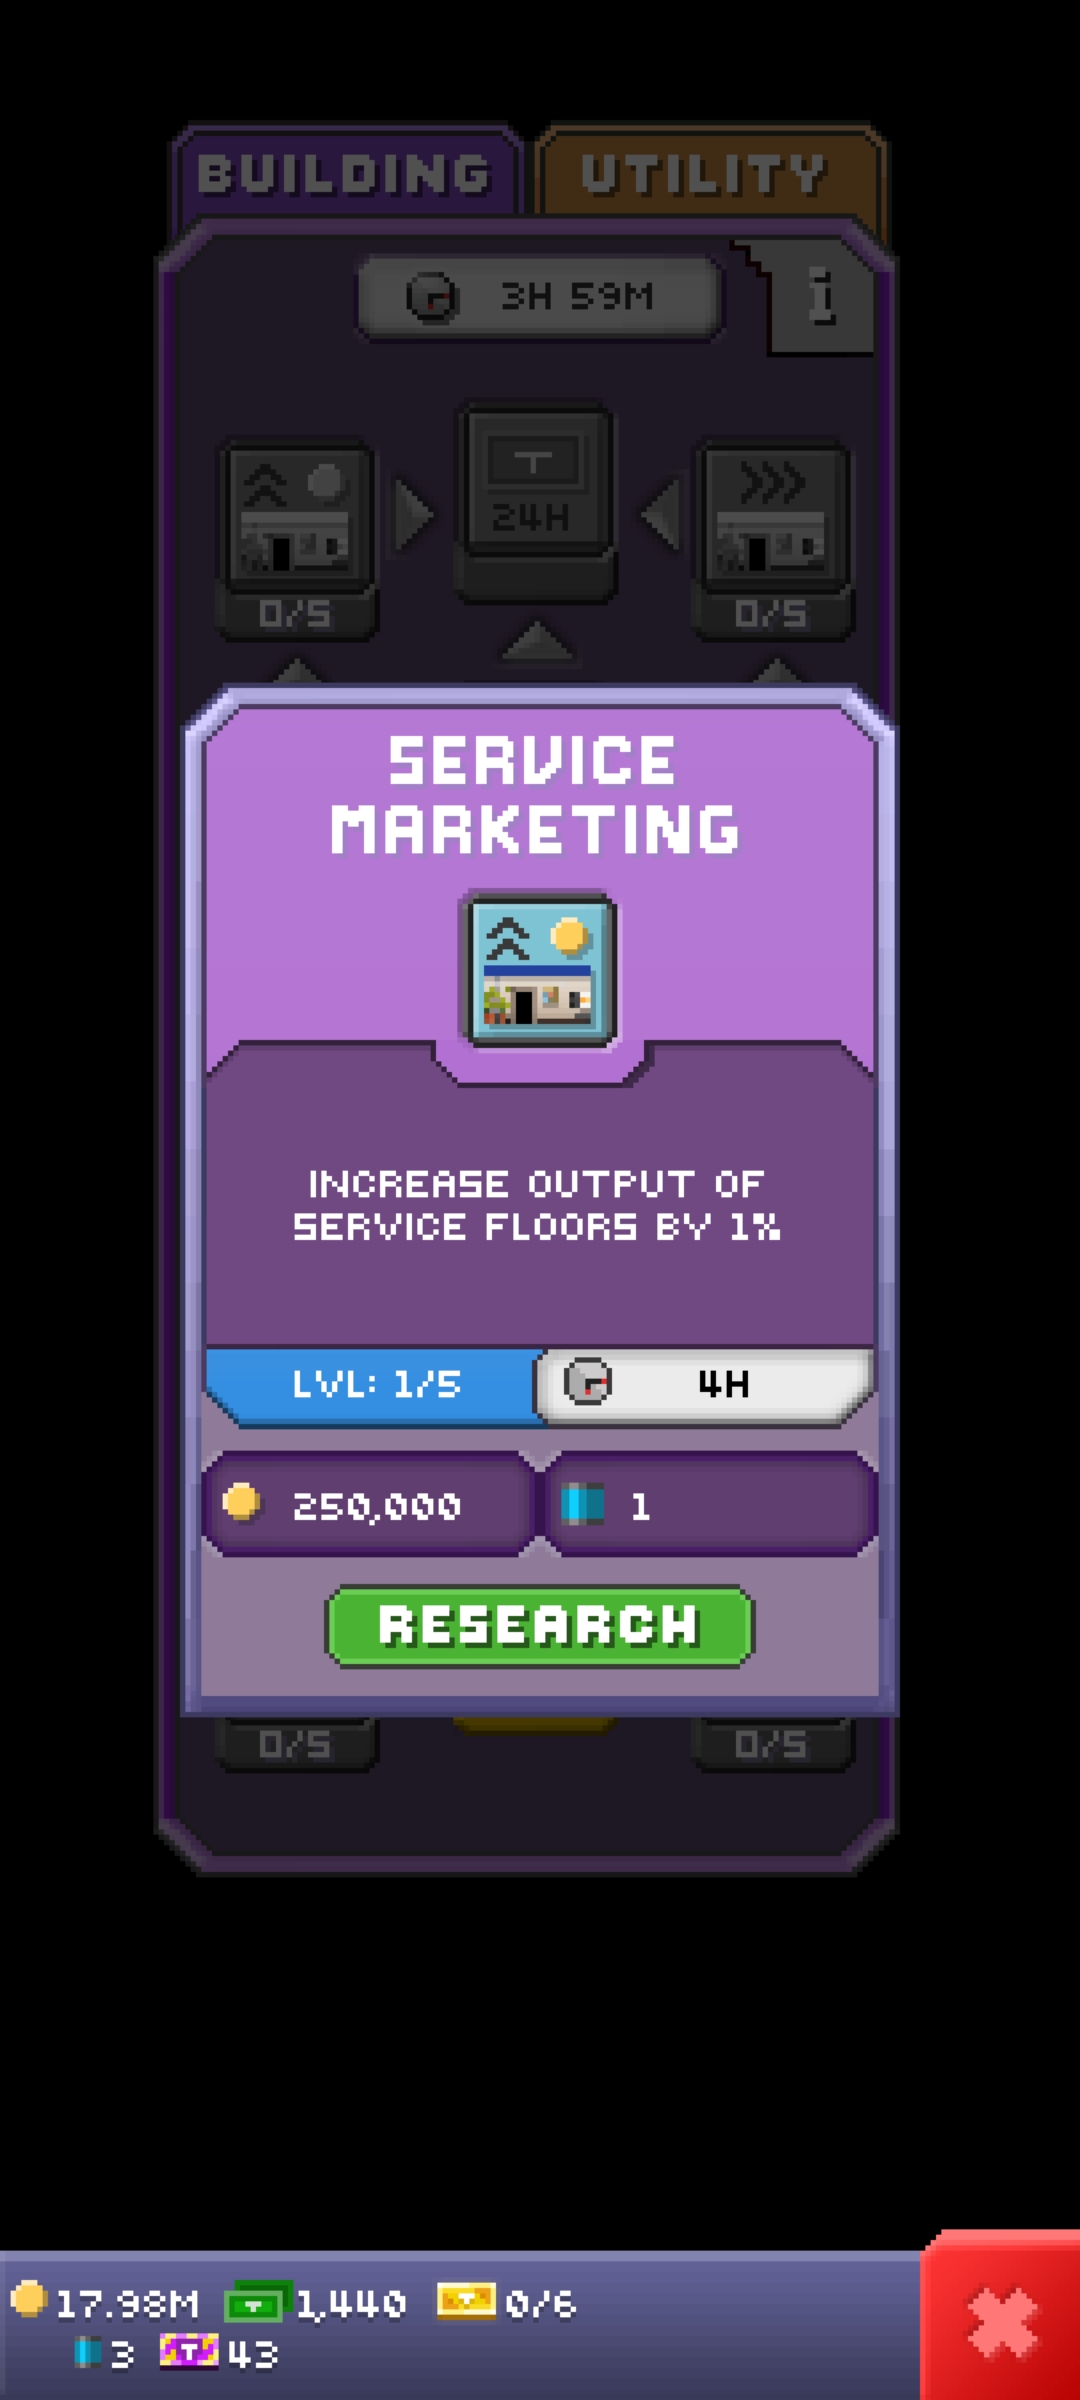 BUILDING UTILITY
3H 59M i
T
24H
0/5 0/5
SERVICE
MARKETING
INCREASE OUTPUT OF
SERVICE FLOORS BY 1%
LVL: 1/5 4H
250,000 1
RESEARCH
0/5 0/5
17.98M 1,440 0/6
3 T 43